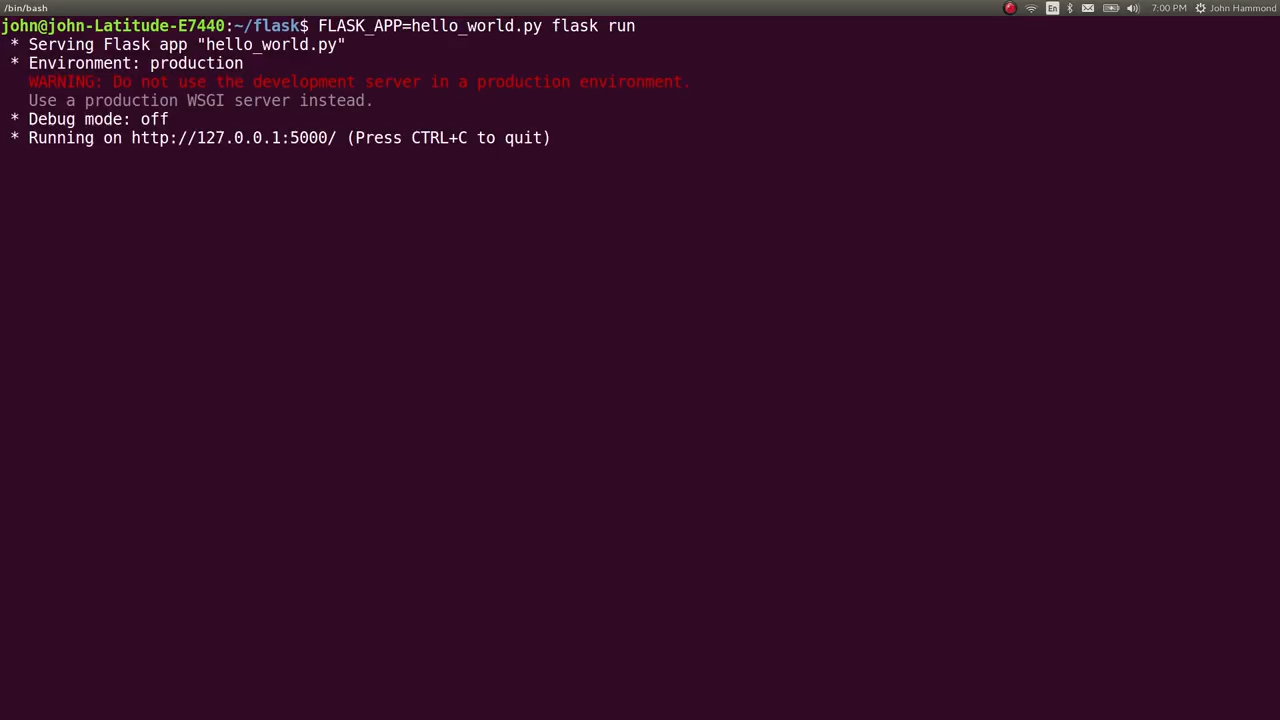 /bin/bash
En
7:00 PM
John Hammond
john@john-Latitude-E7440:~/flask$ FLASK_APP=hello_world.py flask run
 * Serving Flask app "hello_world.py"
 * Environment: production
   WARNING: Do not use the development server in a production environment.
   Use a production WSGI server instead.
 * Debug mode: off
 * Running on http://127.0.0.1:5000/ (Press CTRL+C to quit)